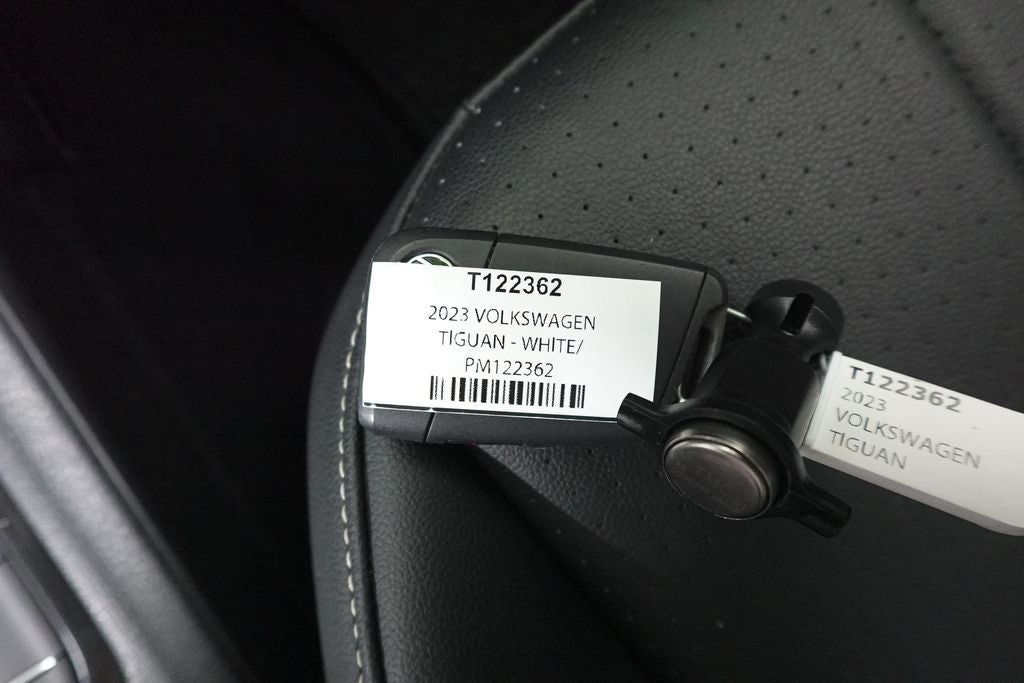 T122362
2023 VOLKSWAGEN
TIGUAN - WHITE/
PM122362
T122362
2023
VOLKSWAGEN
TIGUAN